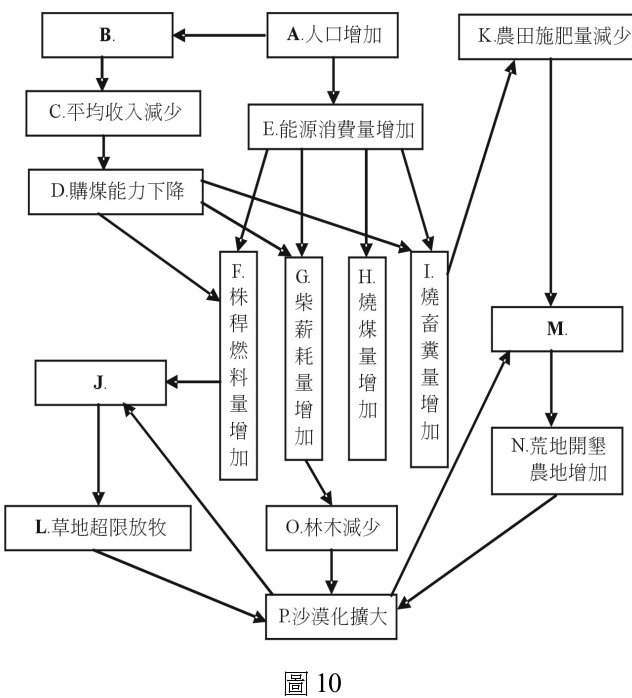 B.
A.人口增加
K.農田施肥量減少
C.平均收入減少
E.能源消費量增加
D.購煤能力下降
F.株稈燃料量增加
G.柴薪耗量增加
H.燒煤量增加
I.燒畜糞量增加
M.
J.
N.荒地開墾
農地增加
L.草地超限放牧
O.林木減少
P.沙漠化擴大
圖 10